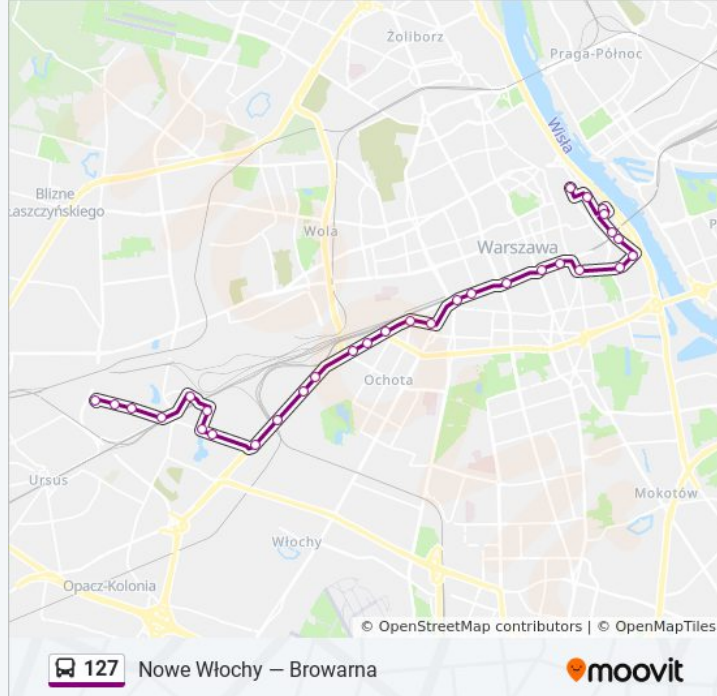 Żoliborz
Praga-Północ
Wisła
Blizne
Łaszczyńskiego
Wola
Warszawa
Ochota
Ursus
Mokotów
Włochy
Opacz-Kolonia
© OpenStreetMap contributors | © OpenMapTiles
127 Nowe Włochy — Browarna
moovit